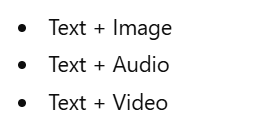 • Text + Image
• Text + Audio
• Text + Video